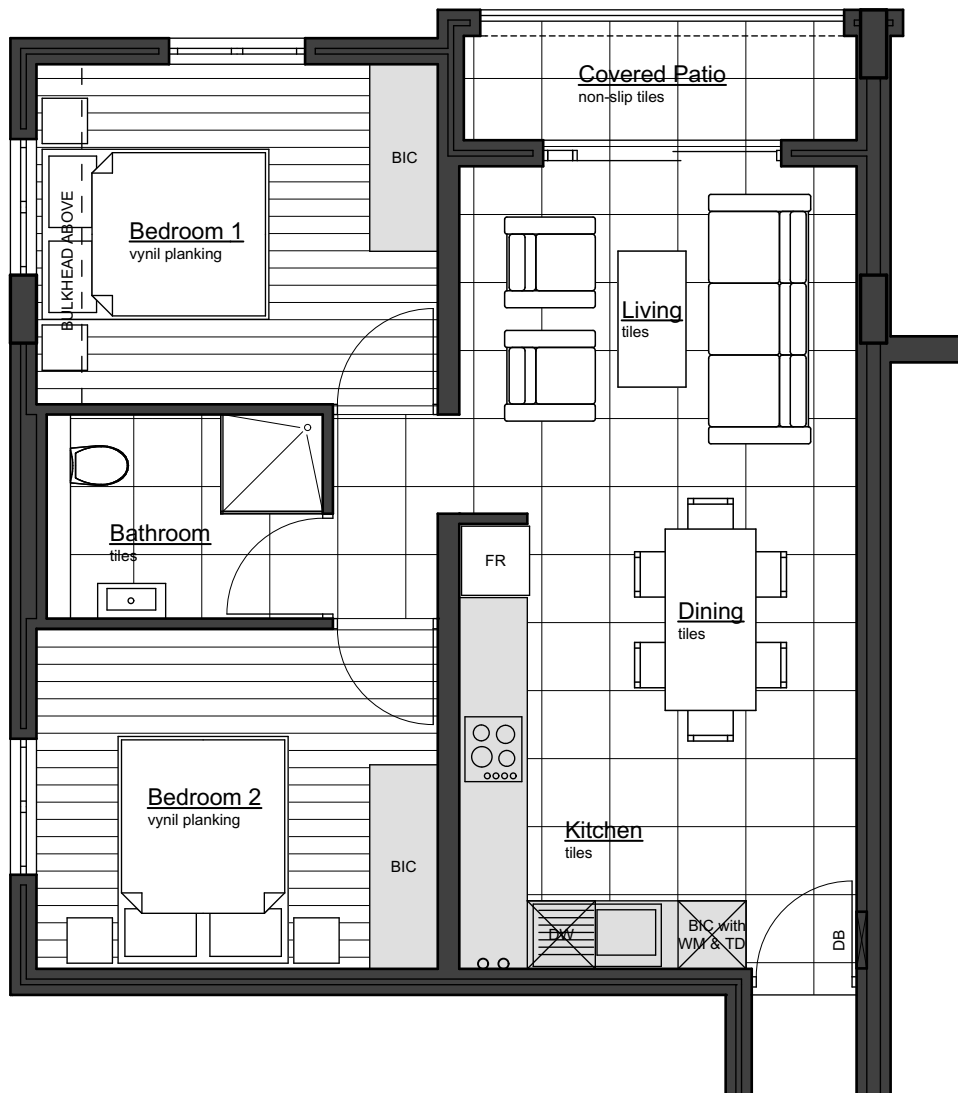 Covered Patio
non-slip tiles
BIC
BULKHEAD ABOVE
Bedroom 1
vynil planking
Living
tiles
Bathroom
tiles
FR
Dining
tiles
Bedroom 2
vynil planking
Kitchen
tiles
BIC
DW
BIC with
WM & TD
DB